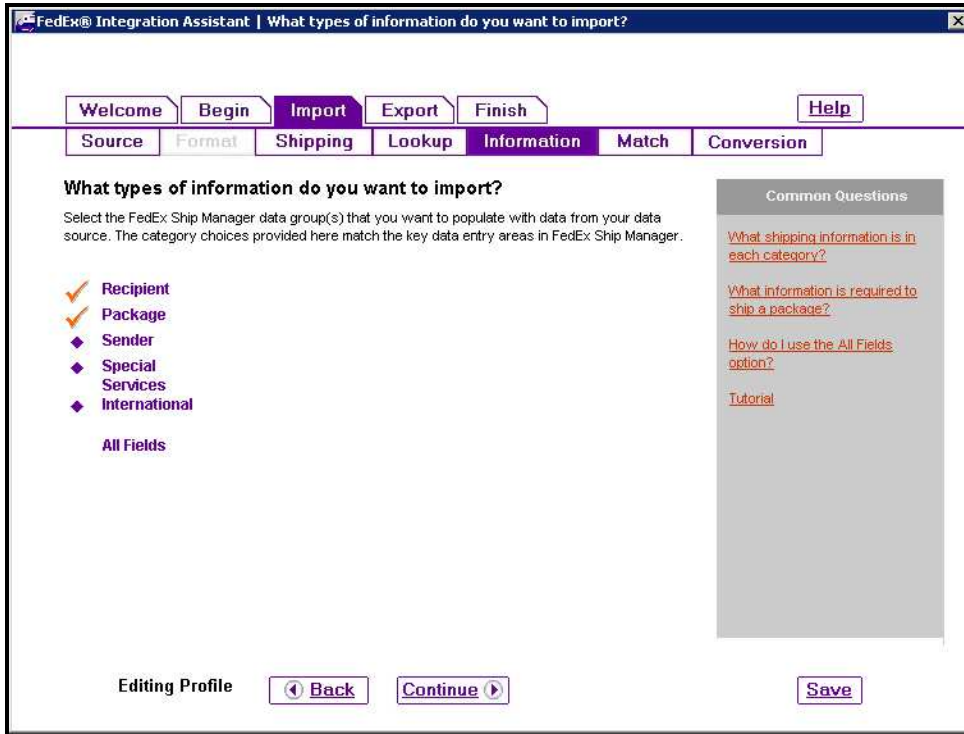 FedEx® Integration Assistant | What types of information do you want to import?
Welcome Begin Import Export Finish Help
Source Format Shipping Lookup Information Match Conversion
What types of information do you want to import?
Select the FedEx Ship Manager data group(s) that you want to populate with data from your data
source. The category choices provided here match the key data entry areas in FedEx Ship Manager.
Recipient
Package
Sender
Special
Services
International
All Fields
Common Questions
What shipping information is in
each category?
What information is required to
ship a package?
How do I use the All Fields
option?
Tutorial
Editing Profile Back Continue Save